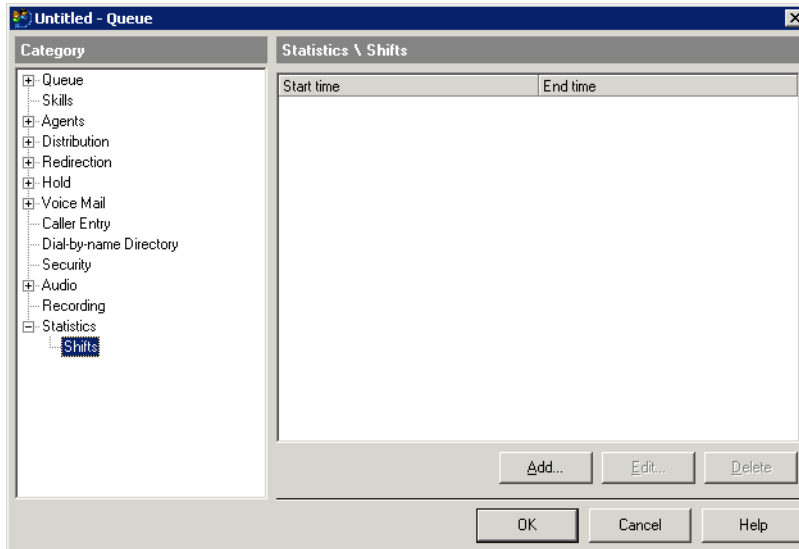 Untitled - Queue
Category
Statistics \ Shifts
Queue
Skills
Agents
Distribution
Redirection
Hold
Voice Mail
Caller Entry
Dial-by-name Directory
Security
Audio
Recording
Statistics
Shifts
Start time End time
Add... Edit... Delete
OK Cancel Help